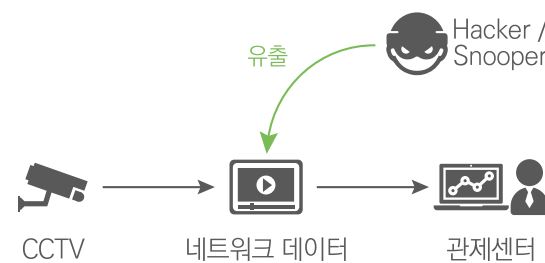 Hacker /
Snooper
유출
CCTV
네트워크 데이터
관제센터